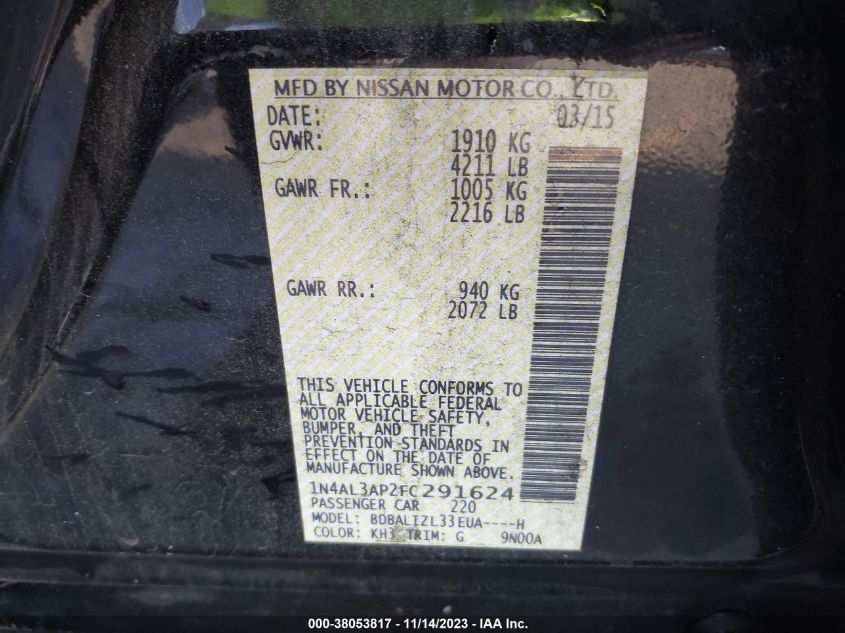 MFD BY NISSAN MOTOR CO., LTD.
DATE: 03/15
GVWR: 1910 KG
4211 LB
GAWR FR.: 1005 KG
2216 LB
GAWR RR.: 940 KG
2072 LB
THIS VEHICLE CONFORMS TO
ALL APPLICABLE FEDERAL
MOTOR VEHICLE SAFETY,
BUMPER, AND THEFT
PREVENTION STANDARDS IN
EFFECT ON THE DATE OF
MANUFACTURE SHOWN ABOVE.
1N4AL3AP2FC291624
PASSENGER CAR 220
MODEL: BDBALIZL33EUA----H
COLOR: KH3 TRIM: G 9N00A
000-38053817 - 11/14/2023 - IAA Inc.